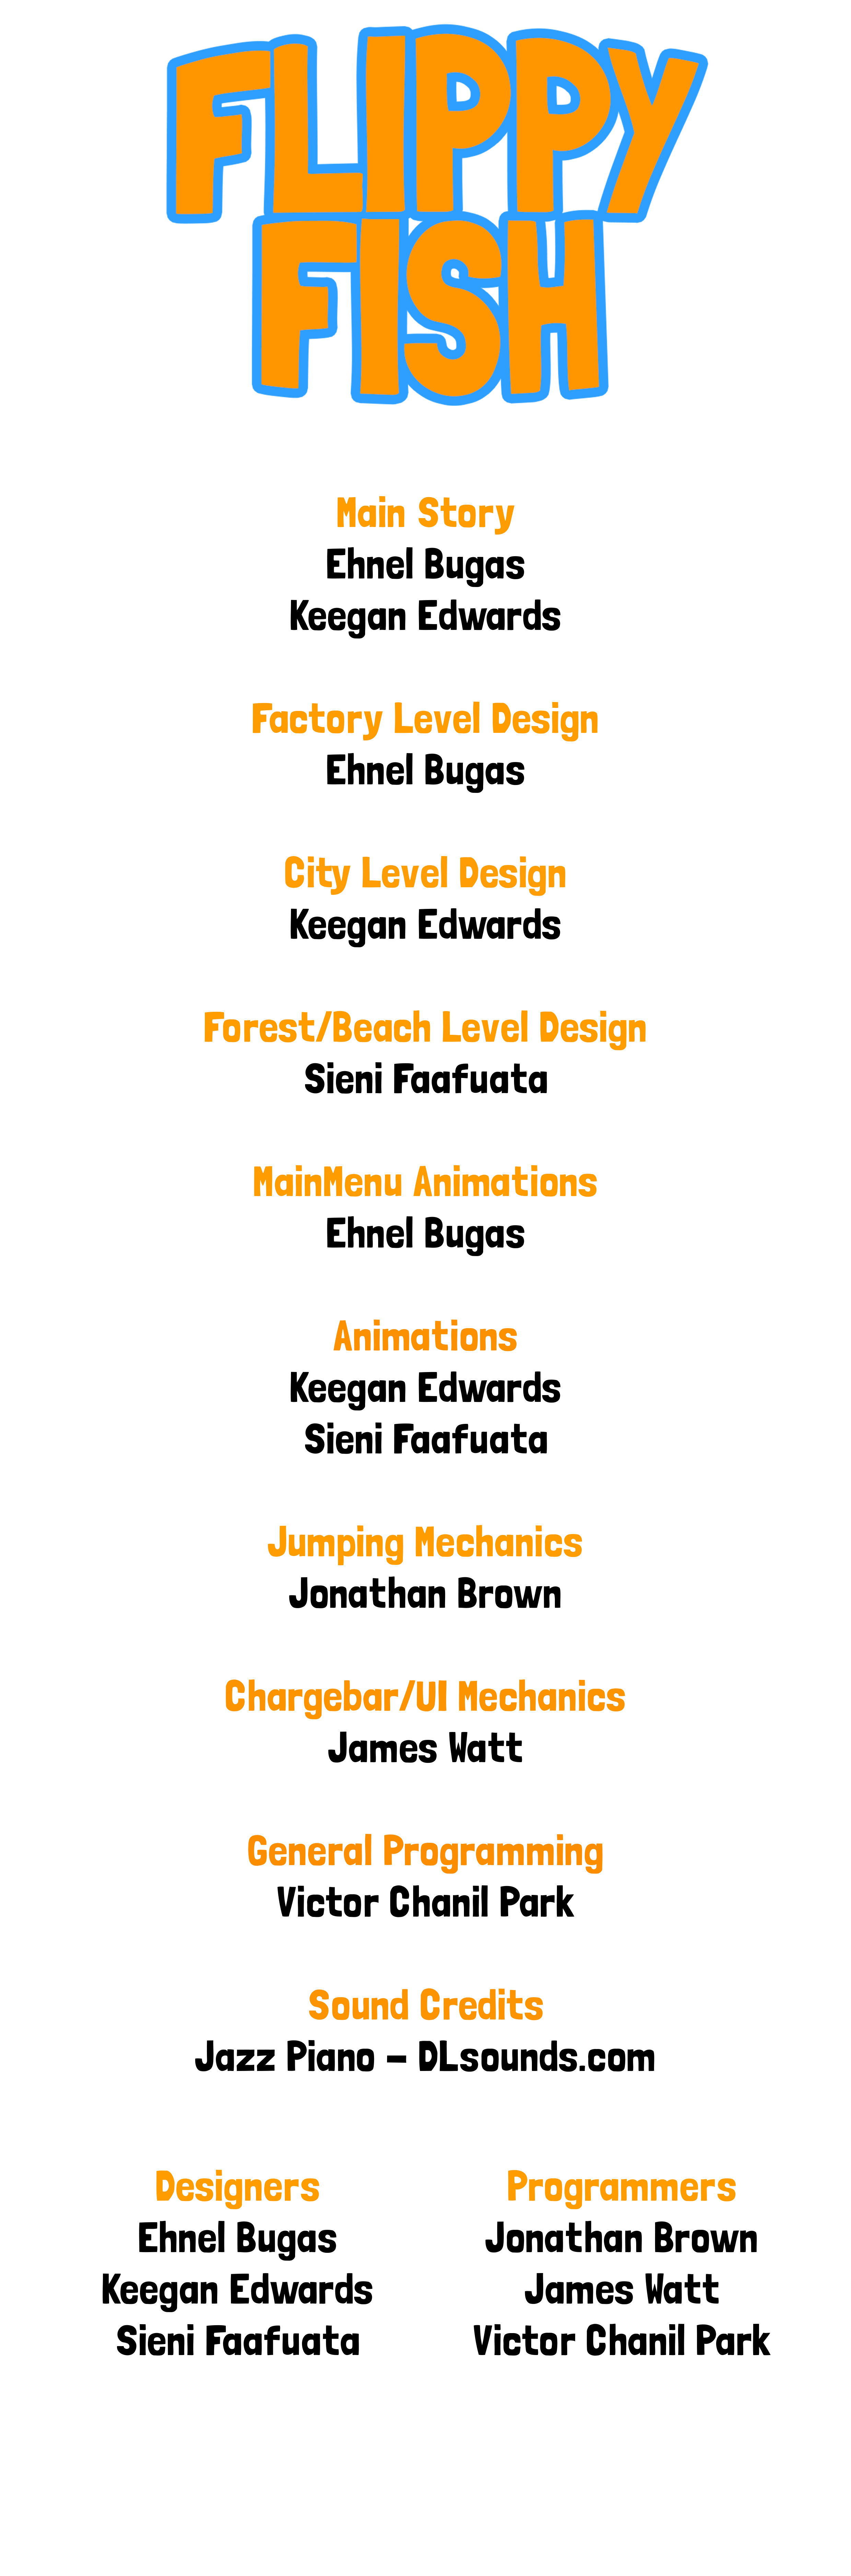 FLIPPY
FISH
Main Story
Ehnel Bugas
Keegan Edwards
Factory Level Design
Ehnel Bugas
City Level Design
Keegan Edwards
Forest/Beach Level Design
Sieni Faafuata
MainMenu Animations
Ehnel Bugas
Animations
Keegan Edwards
Sieni Faafuata
Jumping Mechanics
Jonathan Brown
Chargebar/UI Mechanics
James Watt
General Programming
Victor Chanil Park
Sound Credits
Jazz Piano - DLsounds.com
Designers
Ehnel Bugas
Keegan Edwards
Sieni Faafuata
Programmers
Jonathan Brown
James Watt
Victor Chanil Park